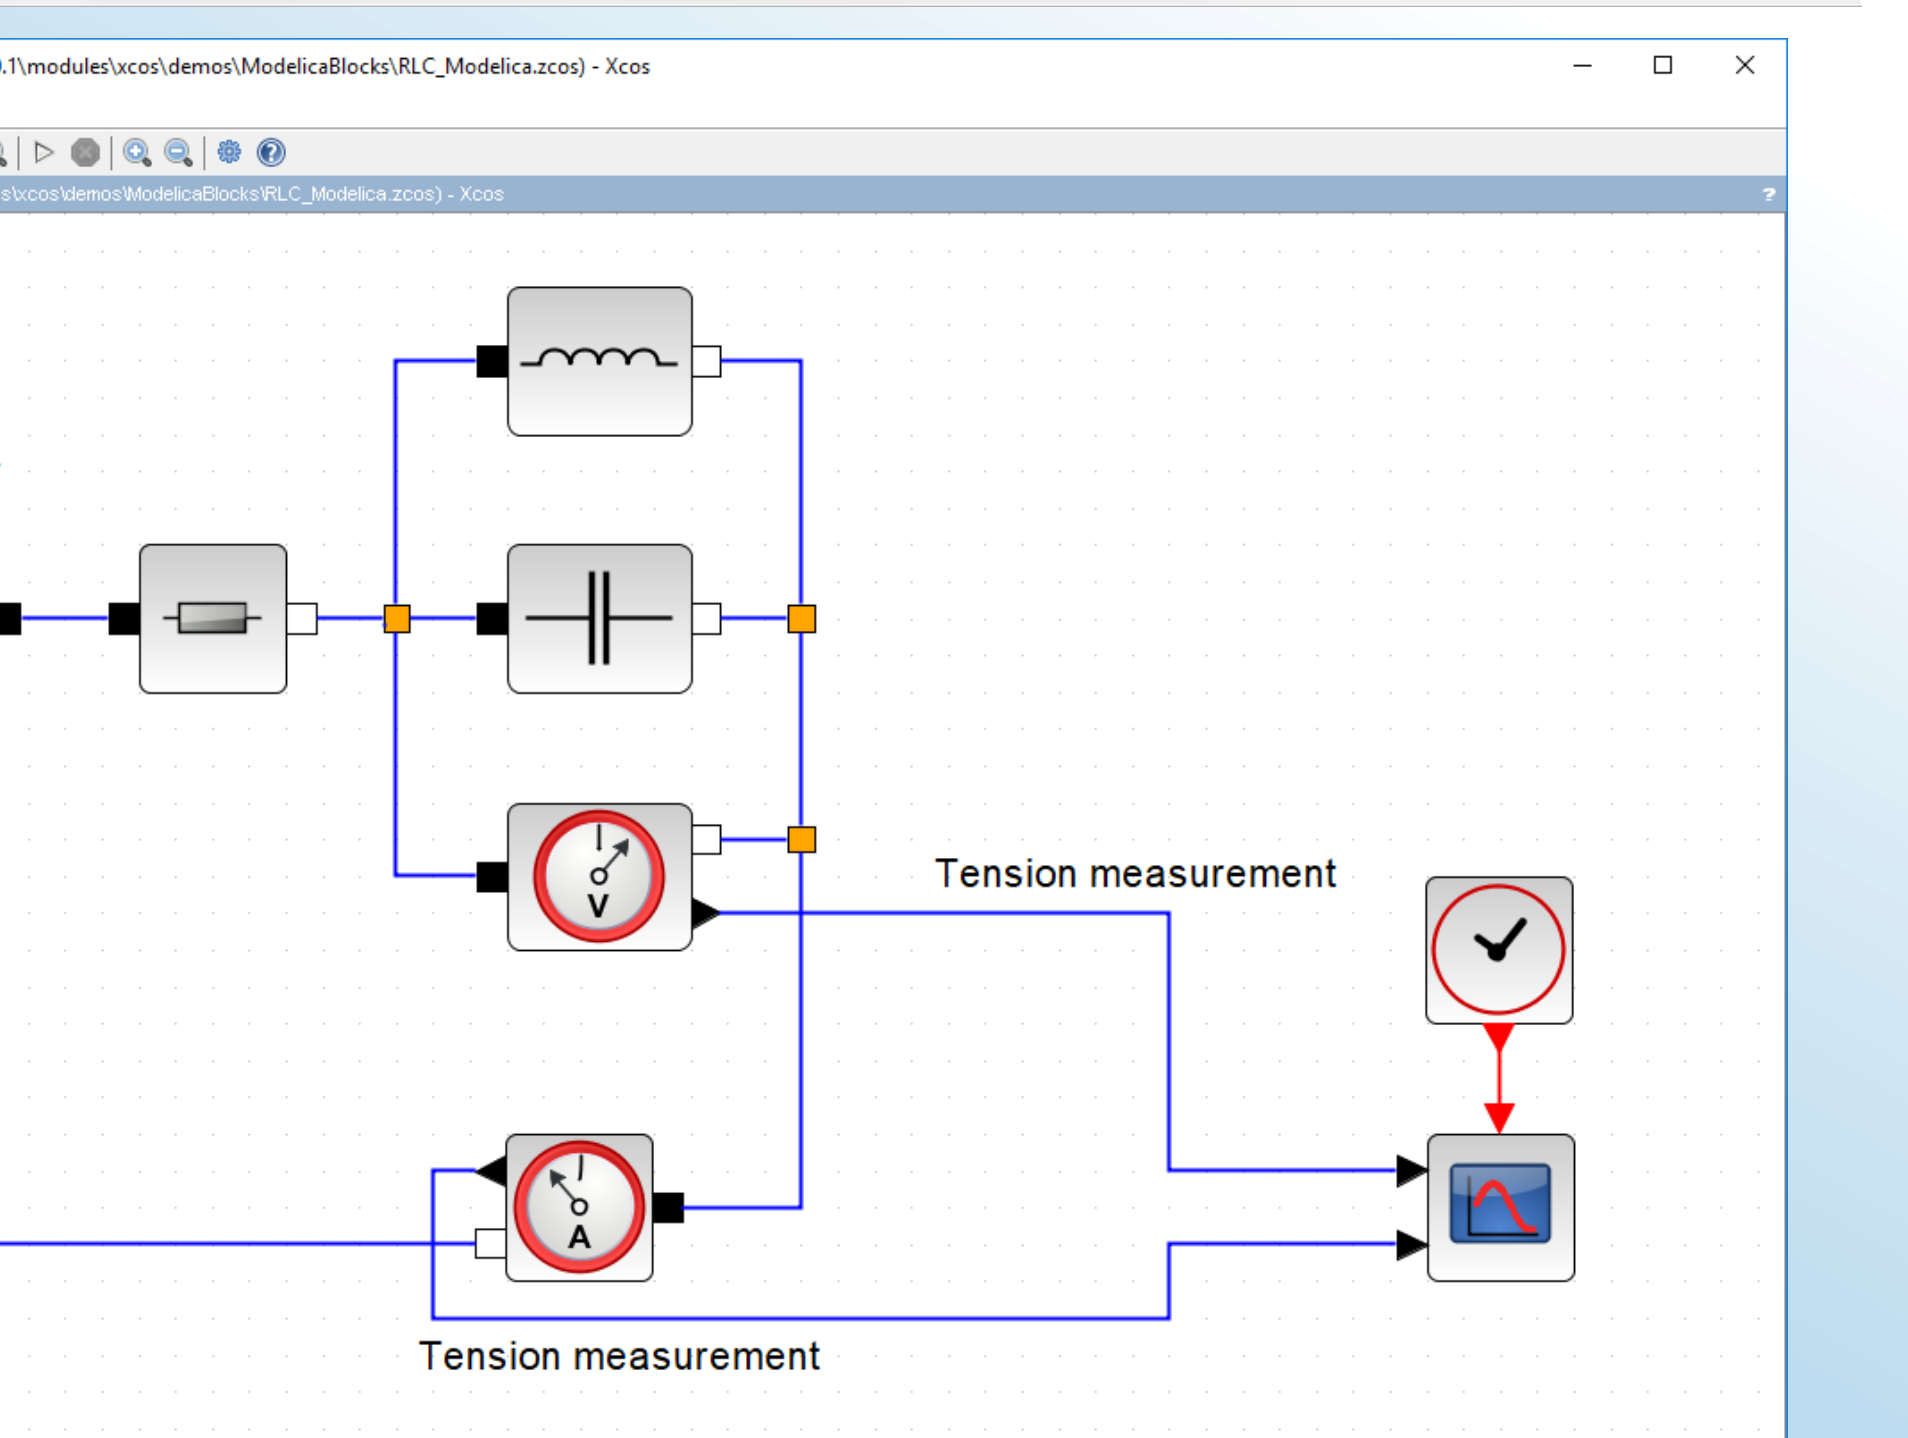 .1\modules\xcos\demos\ModelicaBlocks\RLC_Modelica.zcos) - Xcos
s\xcos\demos\ModelicaBlocks\RLC_Modelica.zcos) - Xcos
?
V
Tension measurement
A
Tension measurement